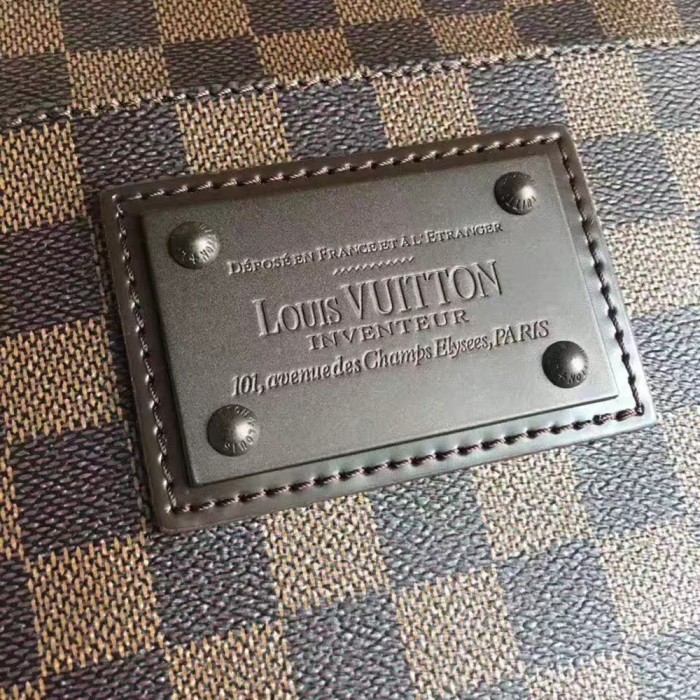 DÉPOSÉ EN FRANCE ET À L'ETRANGER
LOUIS VUITTON
INVENTEUR
101, avenue des Champs Elysees, PARIS